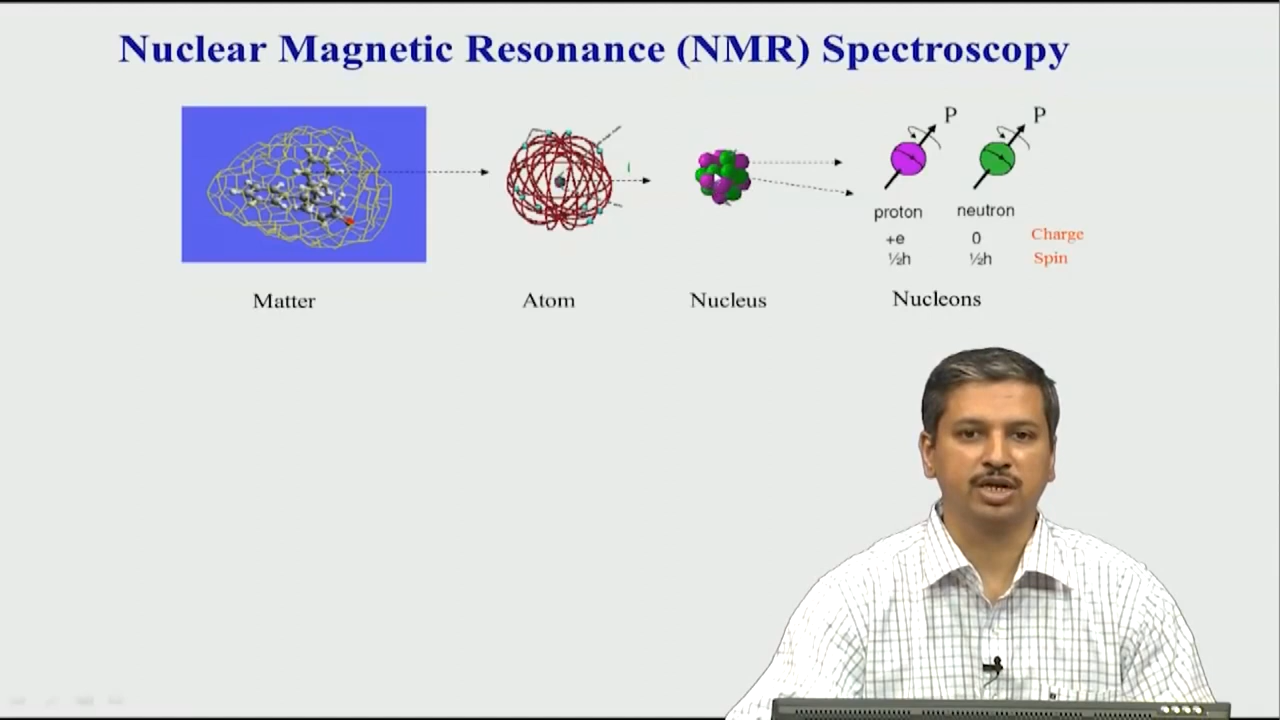 Nuclear Magnetic Resonance (NMR) Spectroscopy
P P
proton neutron
+e 0 Charge
½h ½h Spin
Matter Atom Nucleus Nucleons